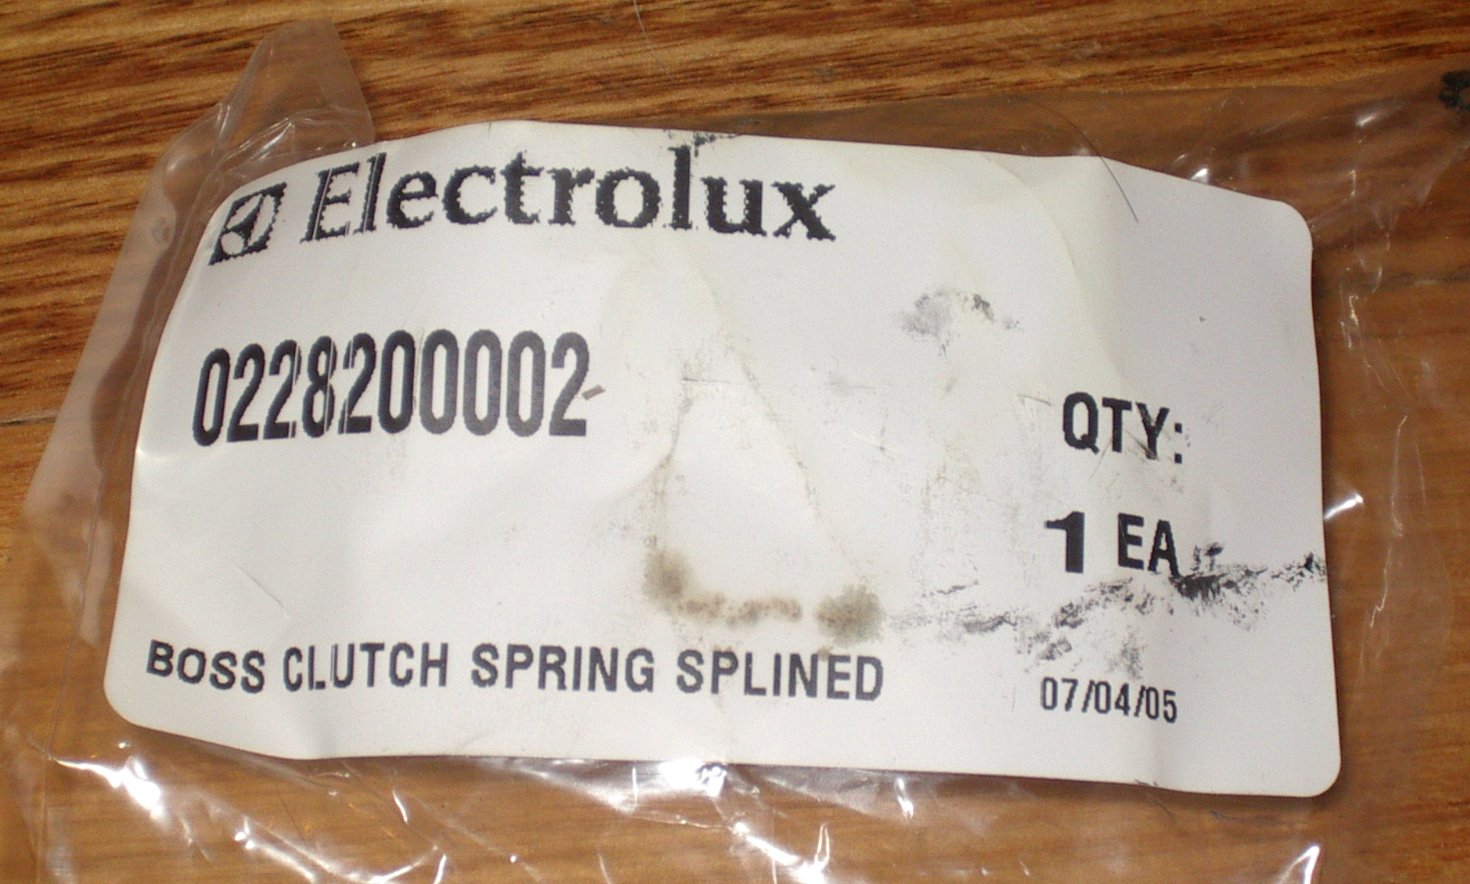 Electrolux
0228200002
QTY:
1 EA
BOSS CLUTCH SPRING SPLINED
07/04/05